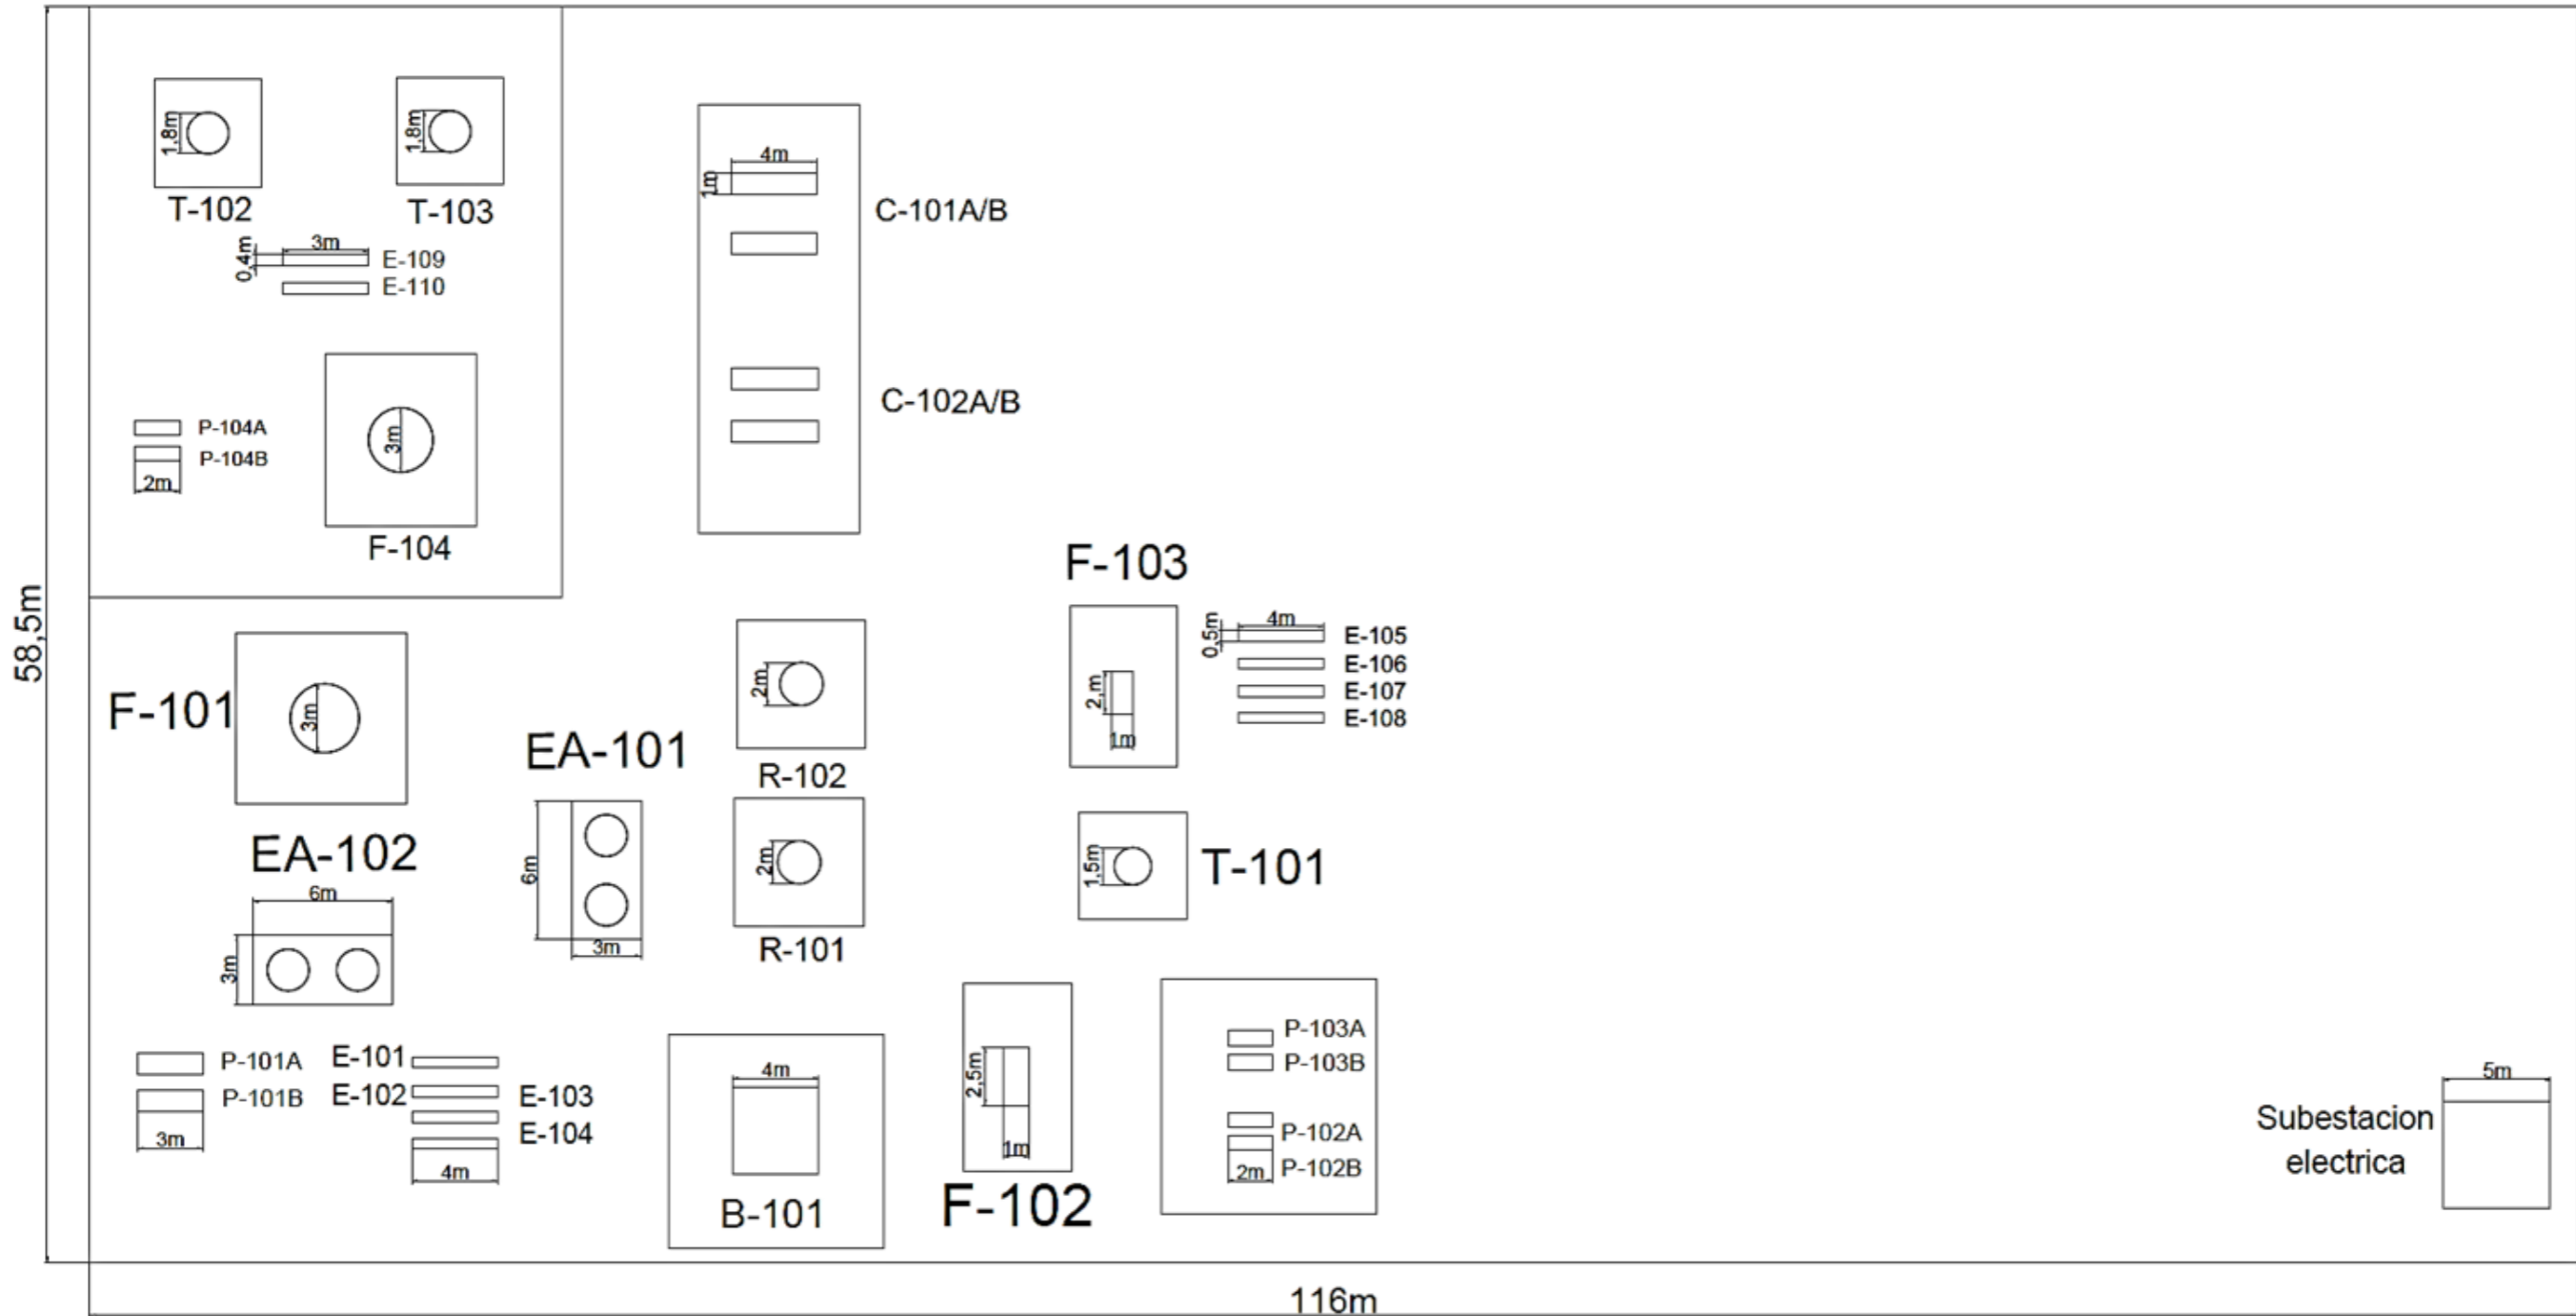 1,8m
T-102
1,8m
T-103
0,4m
3m
E-109
E-110
P-104A
P-104B
2m
3m
F-104
4m
1m
C-101A/B
C-102A/B
58,5m
F-101
3m
EA-102
6m
3m
EA-101
6m
3m
2m
R-102
2m
R-101
F-103
2,m
1m
0,5m
4m
E-105
E-106
E-107
E-108
1,5m
T-101
P-101A
P-101B
3m
E-101
E-102
E-103
E-104
4m
4m
B-101
2,5m
1m
F-102
P-103A
P-103B
P-102A
P-102B
2m
Subestacion
electrica
5m
116m